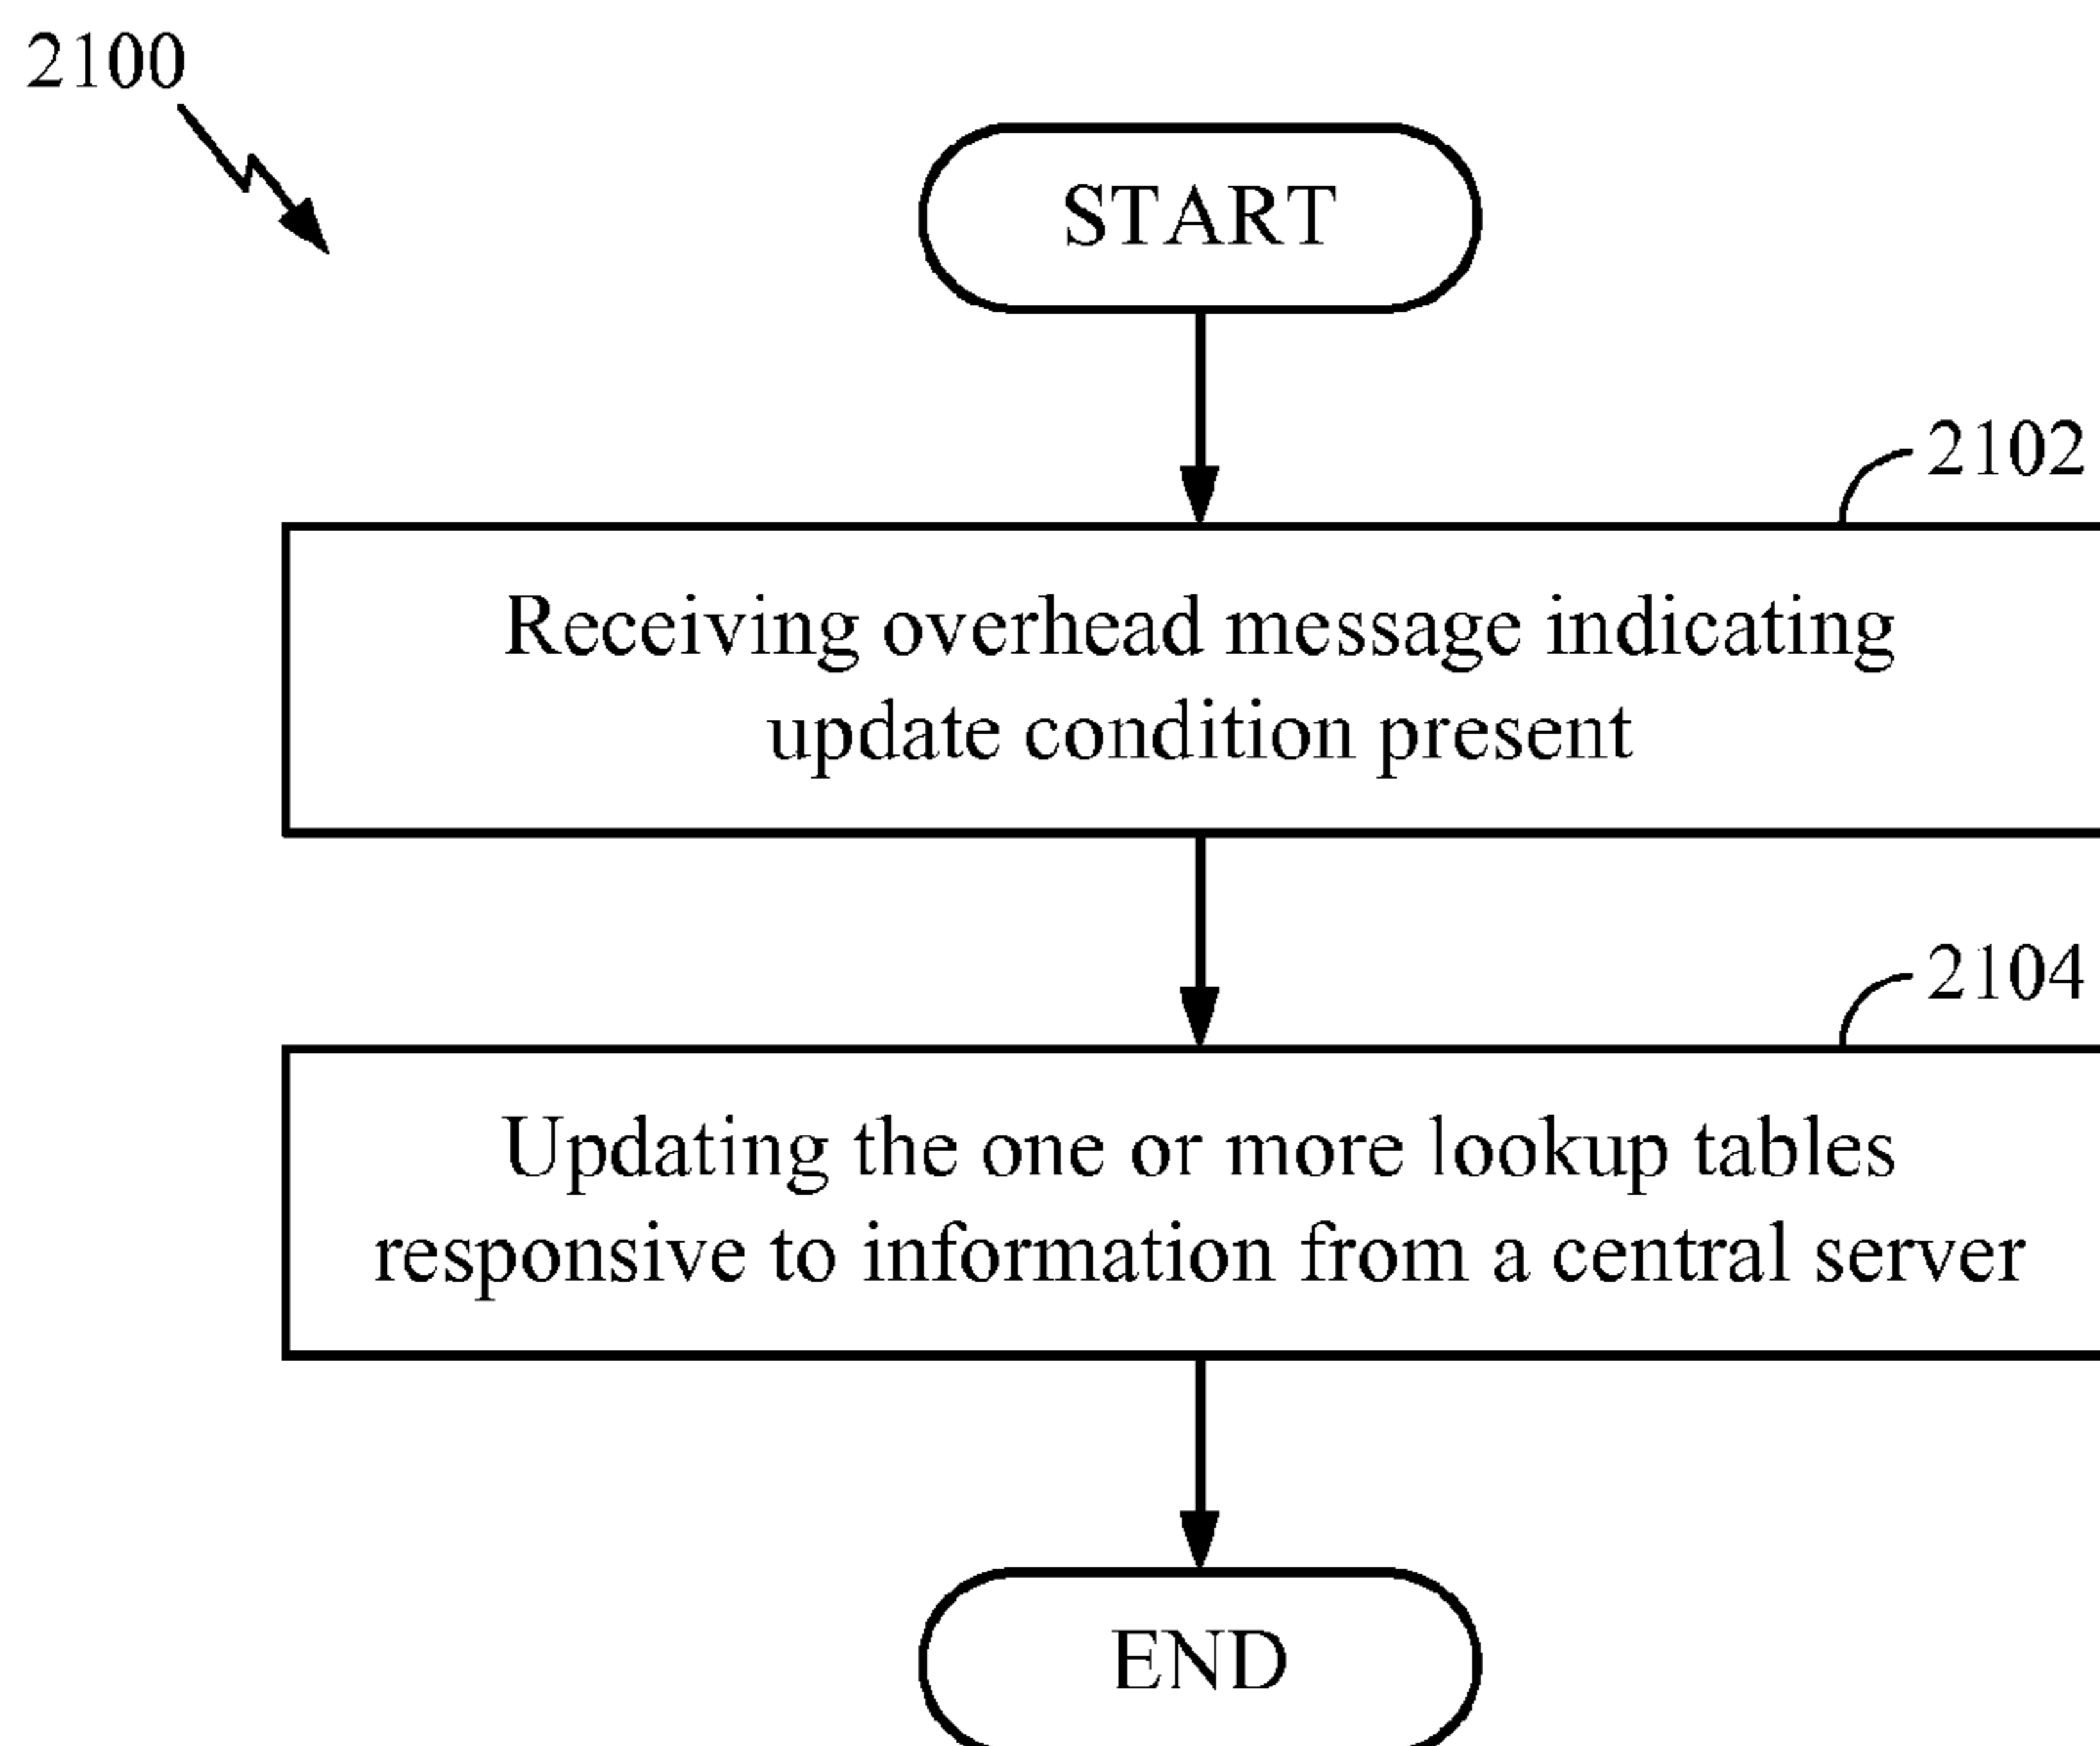 2100
START
2102
Receiving overhead message indicating
update condition present
2104
Updating the one or more lookup tables
responsive to information from a central server
END